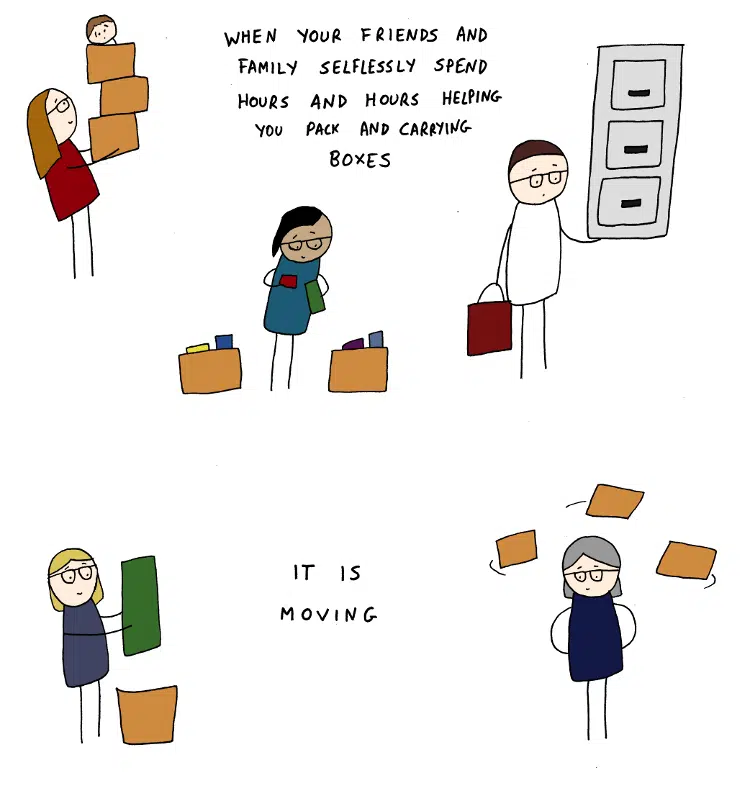 WHEN YOUR FRIENDS AND
FAMILY SELFLESSLY SPEND
HOURS AND HOURS HELPING
YOU PACK AND CARRYING
BOXES
IT IS
MOVING